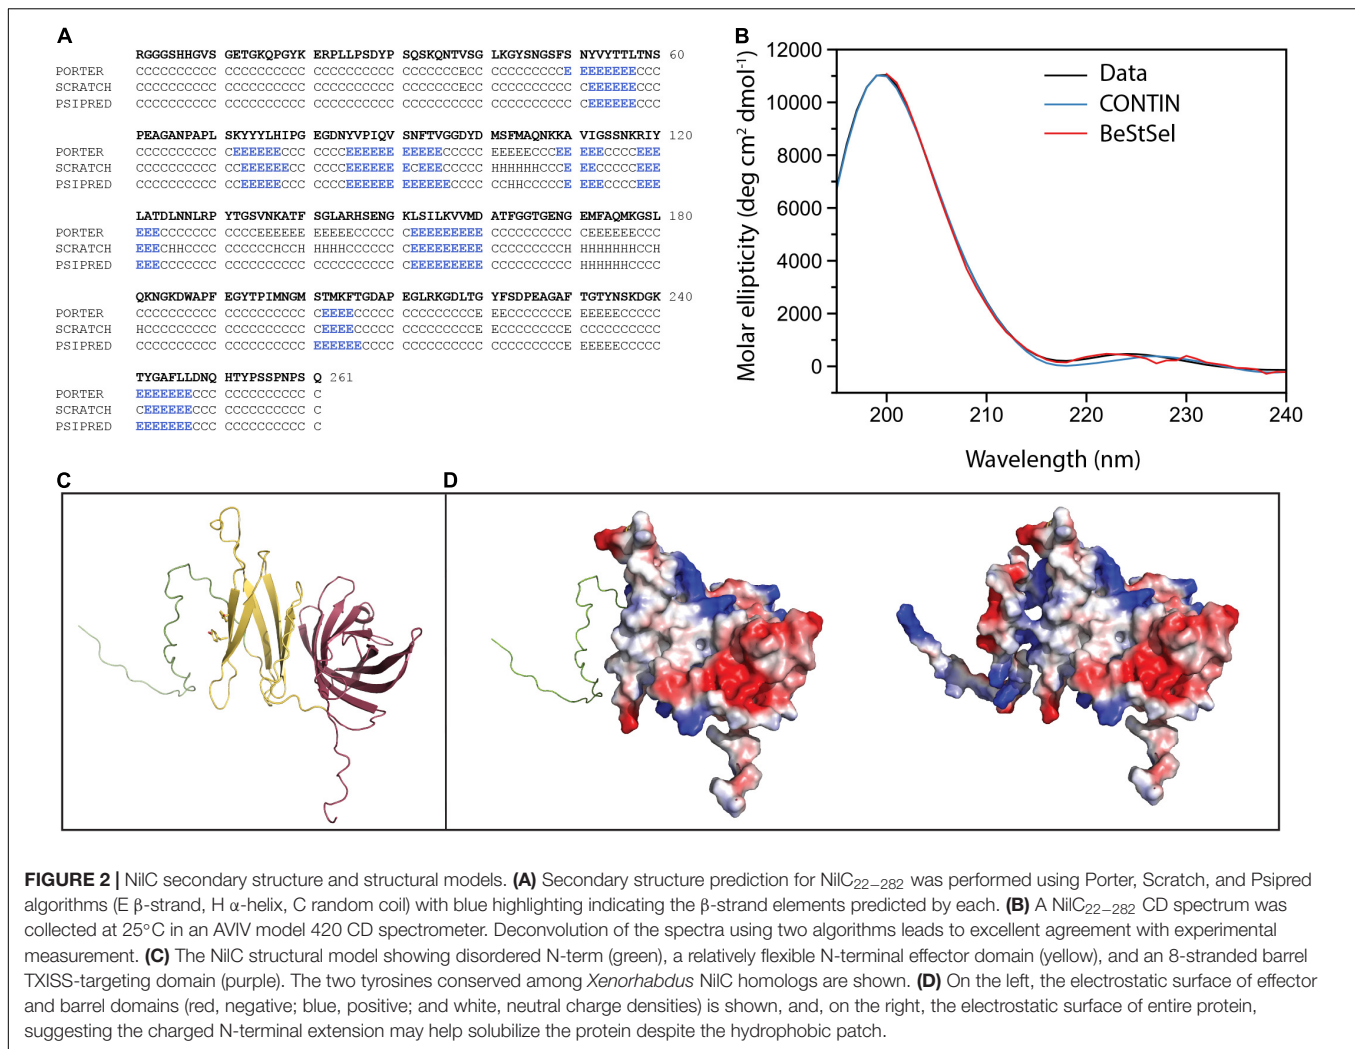 A
RGGGSHHGVS GETGKQPGYK ERPLLPSDYP SQSKQNTVSG LKGYSNGSFS NYVYTTLTNS 60
PORTER CCCCCCCCCC CCCCCCCCCC CCCCCCCCCC CCCCCCCECC CCCCCCCCCE EEEEEEECCC
SCRATCH CCCCCCCCCC CCCCCCCCCC CCCCCCCCCC CCCCCCCECC CCCCCCCCCC CEEEEEECCC
PSIPRED CCCCCCCCCC CCCCCCCCCC CCCCCCCCCC CCCCCCCCCC CCCCCCCCCC CEEEEEECCC
PEAGANPAPL SKYYYLHIPG EGDNYVPIQV SNFTVGGDYD MSFMAQNKKA VIGSSNKRIY 120
PORTER CCCCCCCCCC CCEEEEEECC CCCCCEEEEE EEEEEECCCC EEEEECCCEE EEEECCCEEE
SCRATCH CCCCCCCCCC CCCEEEEEEC CCCCEEEEEE ECEEECCCCC HHHHHHCCCE EECCCCCEEE
PSIPRED CCCCCCCCCC CCCEEEEECC CCCCEEEEEE EEEEEEECCC CCHHCCCCCE EEEECCCEEE
LATDLNNLRP YTGSVNKATF SGLARHSENG KLSILKVVMD ATFGGTGENG EMFAQMKGSL 180
PORTER EEECCCCCCC CCCCEEEEEE EEEEECCCCC CEEEEEEEEE CCCCCCCCCC CEEEEEECCC
SCRATCH EEECHHCCCC CCCCCCHCCH HHHHCCCCCC CEEEEEEEEE CCCCCCCCCC HHHHHHHCCH
PSIPRED EEECCCCCCC CCCCCCCCCC CCCCCCCCCC CEEEEEEEEE CCCCCCCCCC HHHHHHCCCC
QKNGKDWAPF EGYTPIMNGM STMKFTGDAP EGLRKGDLTG YFSDPEAGAF TGTYNSKDGK 240
PORTER CCCCCCCCCC CCCCCCCCCC CEEEECCCCC CCCCCCCCCE EECCCCCCCE EEEEECCCCC
SCRATCH HCCCCCCCCC CCCCCCCCCC CEEEECCCCC CCCCCCCCCE ECCCCCCCCE CCCCCCCCCC
PSIPRED CCCCCCCCCC CCCCCCCCCC EEEEEECCCC CCCCCCCCCC CCCCCCCCCE EEEEECCCCC
TYGAFLLDNQ HTYPSSPNPS Q 261
PORTER EEEEEEECCC CCCCCCCCCC C
SCRATCH CEEEEEECCC CCCCCCCCCC C
PSIPRED EEEEEEECCC CCCCCCCCCC C
B
12000
10000
8000
6000
4000
2000
0
Molar ellipticity (deg cm² dmol⁻¹)
Data
CONTIN
BeStSel
200 210 220 230 240
Wavelength (nm)
C
D
FIGURE 2 | NilC secondary structure and structural models. (A) Secondary structure prediction for NilC22–282 was performed using Porter, Scratch, and Psipred
algorithms (E β-strand, H α-helix, C random coil) with blue highlighting indicating the β-strand elements predicted by each. (B) A NilC22–282 CD spectrum was
collected at 25°C in an AVIV model 420 CD spectrometer. Deconvolution of the spectra using two algorithms leads to excellent agreement with experimental
measurement. (C) The NilC structural model showing disordered N-term (green), a relatively flexible N-terminal effector domain (yellow), and an 8-stranded barrel
TXISS-targeting domain (purple). The two tyrosines conserved among Xenorhabdus NilC homologs are shown. (D) On the left, the electrostatic surface of effector
and barrel domains (red, negative; blue, positive; and white, neutral charge densities) is shown, and, on the right, the electrostatic surface of entire protein,
suggesting the charged N-terminal extension may help solubilize the protein despite the hydrophobic patch.